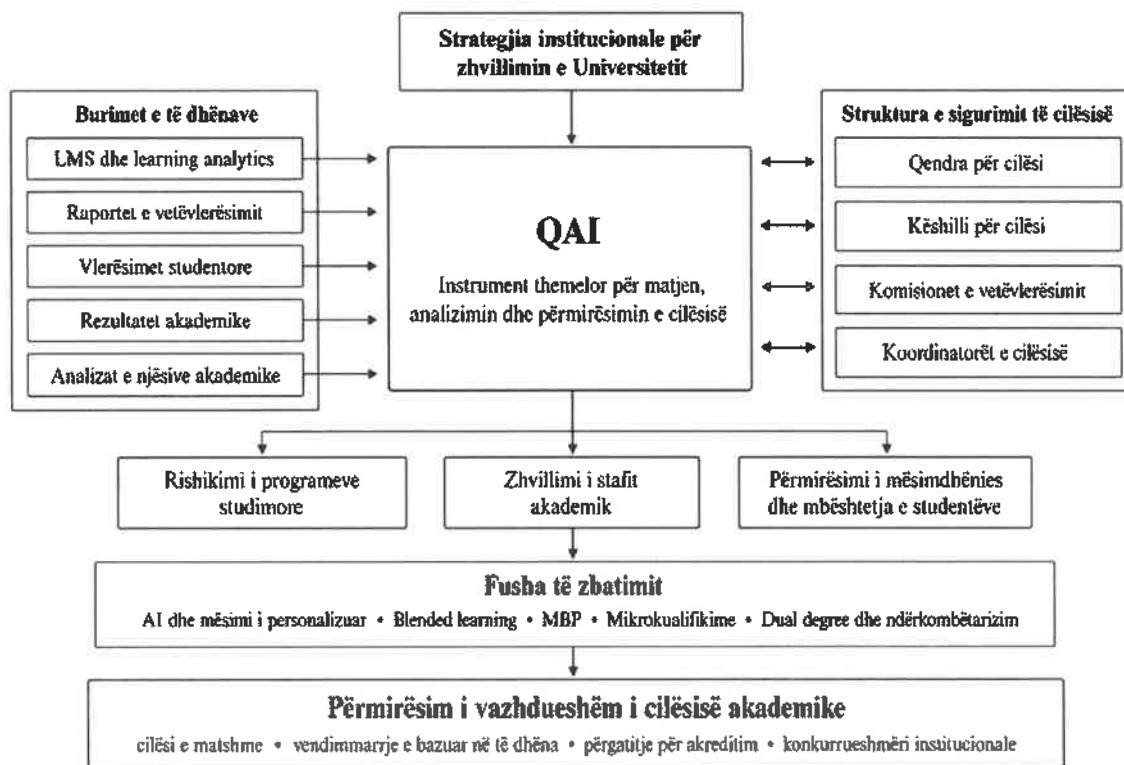 Strategjia institucionale për
zhvillimin e Universitetit
Burimet e të dhënave
LMS dhe learning analytics
Raportet e vetëvlerësimit
Vlerësimet studentore
Rezultatet akademike
Analizat e njësive akademike
QAI
Instrument themelor për matjen,
analizimin dhe përmirësimin e cilësisë
Struktura e sigurimit të cilësisë
Qendra për cilësi
Këshilli për cilësi
Komisionet e vetëvlerësimit
Koordinatorët e cilësisë
Rishikimi i programeve
studimore
Zhvillimi i stafit
akademik
Përmirësimi i mësimdhënies
dhe mbështetja e studentëve
Fusha të zbatimit
AI dhe mësimi i personalizuar • Blended learning • MBP • Mikrokualifikime • Dual degree dhe ndërkombëtarizim
Përmirësim i vazhdueshëm i cilësisë akademike
cilësi e matshme • vendimmarrje e bazuar në të dhëna • përgatitje për akreditim • konkurrueshmëri institucionale